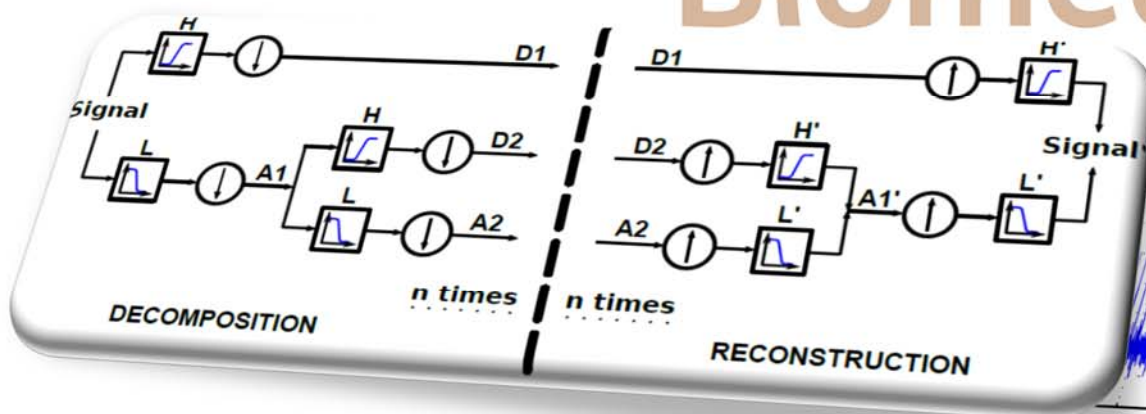 H
D1
Signal
H
D2
L
A1
L
A2
n times
DECOMPOSITION
D1
H'
D2
H'
Signal'
A1'
L'
A2
L'
n times
RECONSTRUCTION